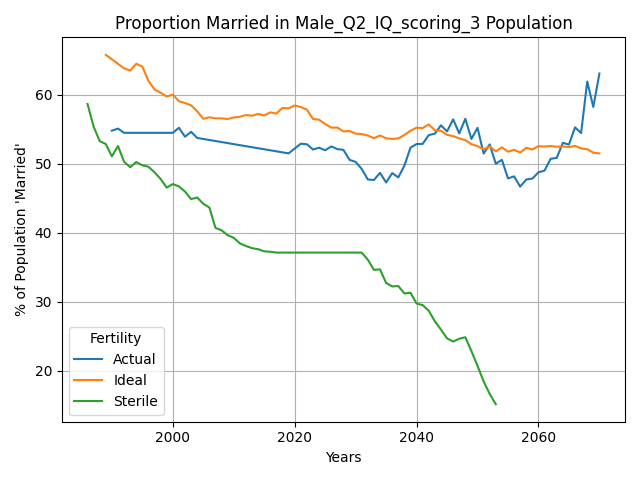 Proportion Married in Male_Q2_IQ_scoring_3 Population
% of Population 'Married'
60
50
40
30
20
Fertility
Actual
Ideal
Sterile
2000
2020
2040
2060
Years